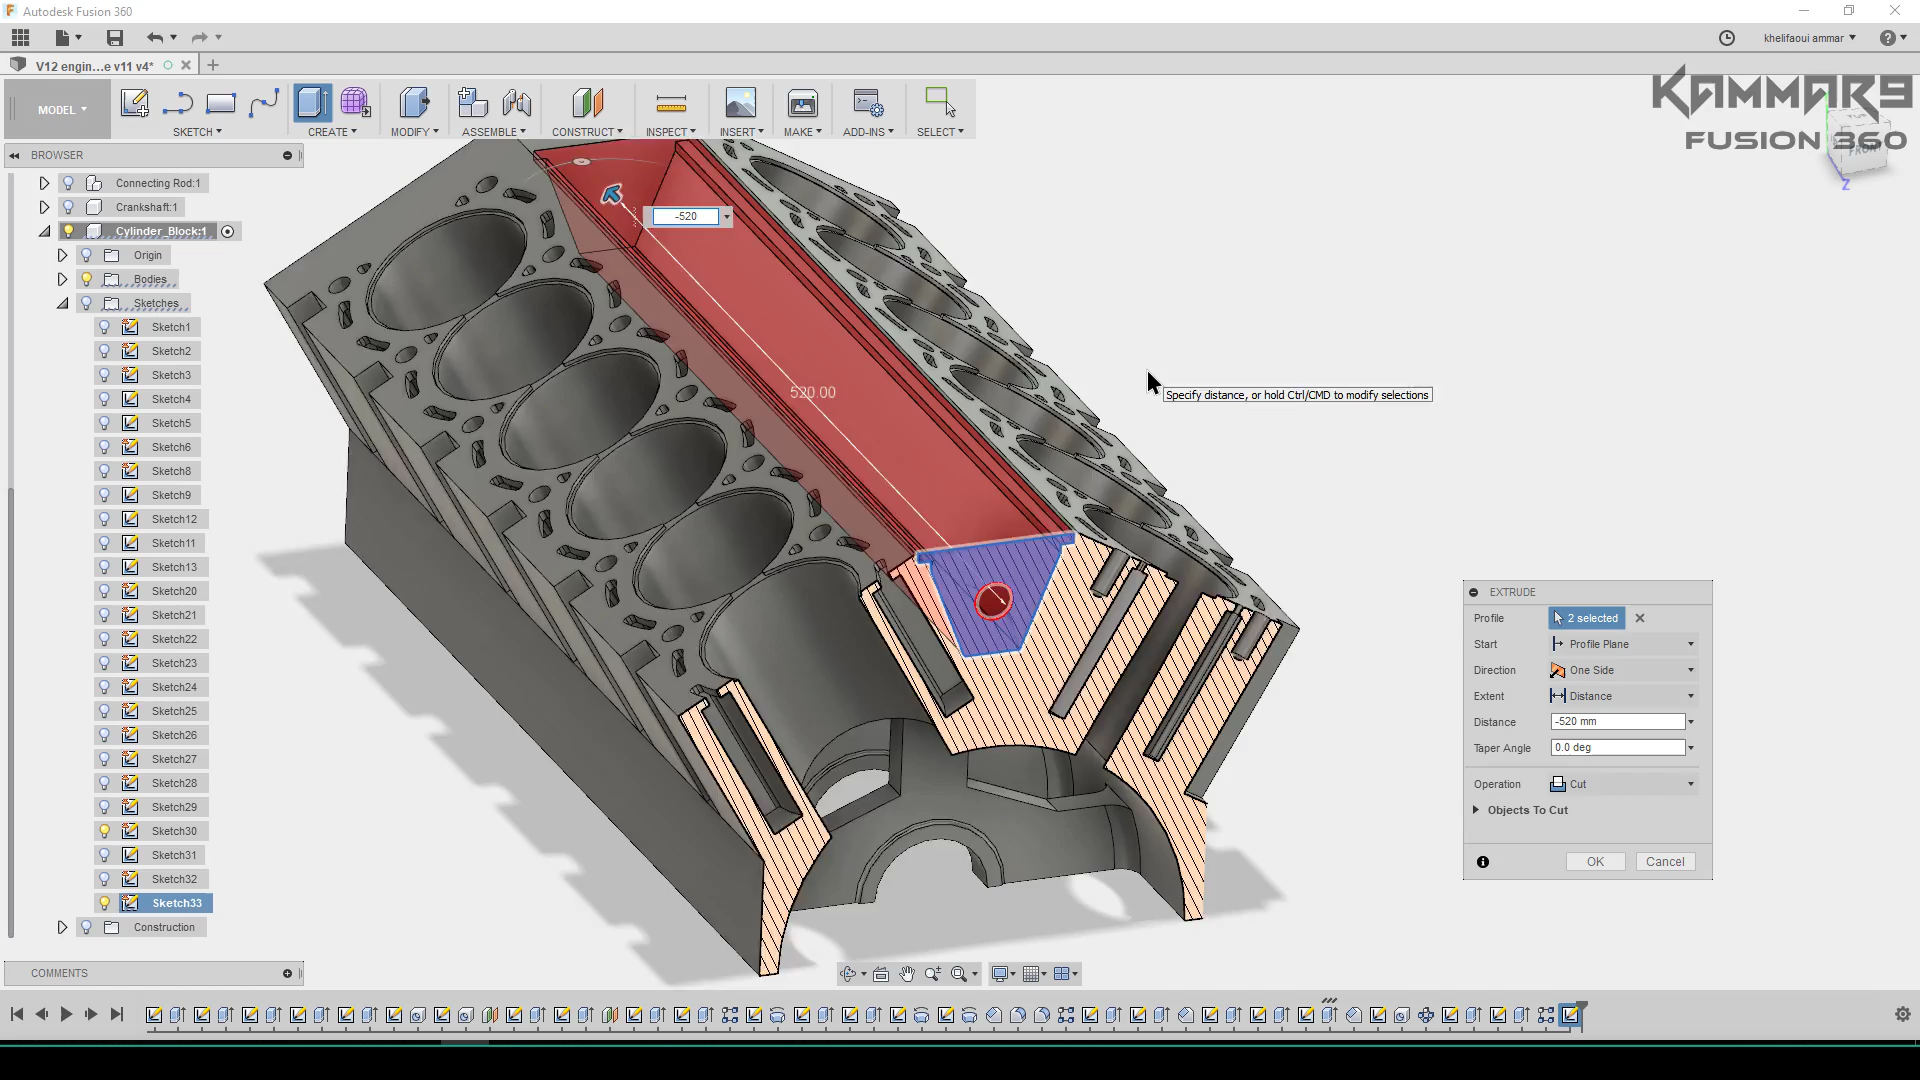 Autodesk Fusion 360
khelifaoui ammar
V12 engin...e v11 v4*
KAMMAR9
FUSION 360
MODEL
SKETCH
CREATE
MODIFY
ASSEMBLE
CONSTRUCT
INSPECT
INSERT
MAKE
ADD-INS
SELECT
TOP
FRONT
Z
BROWSER
Connecting Rod:1
Crankshaft:1
Cylinder_Block:1
Origin
Bodies
Sketches
Sketch1
Sketch2
Sketch3
Sketch4
Sketch5
Sketch6
Sketch8
Sketch9
Sketch12
Sketch11
Sketch13
Sketch20
Sketch21
Sketch22
Sketch23
Sketch24
Sketch25
Sketch26
Sketch27
Sketch28
Sketch29
Sketch30
Sketch31
Sketch32
Sketch33
Construction
-520
520.00
Specify distance, or hold Ctrl/CMD to modify selections
EXTRUDE
Profile 2 selected
Start Profile Plane
Direction One Side
Extent Distance
Distance -520 mm
Taper Angle 0.0 deg
Operation Cut
Objects To Cut
OK Cancel
COMMENTS